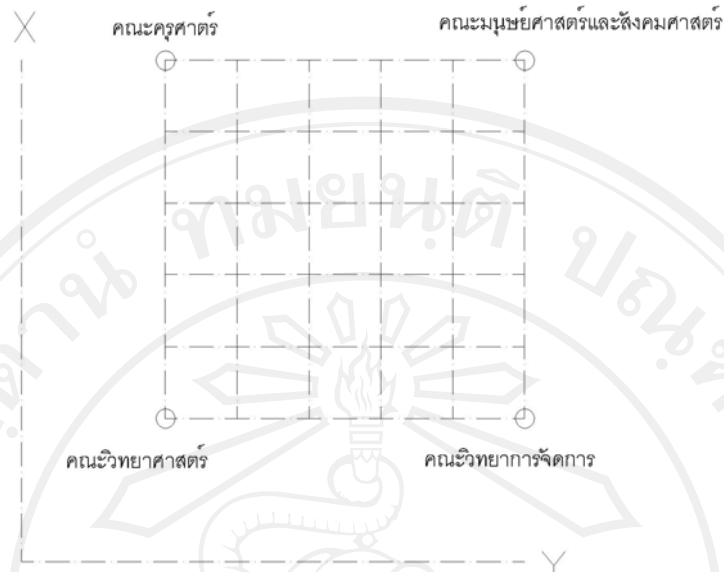 X
คณะครุศาตร์
คณะมนุษย์ศาตร์และสังคมศาตร์
คณะวิทยาศาสตร์
คณะวิทยาการจัดการ
Y